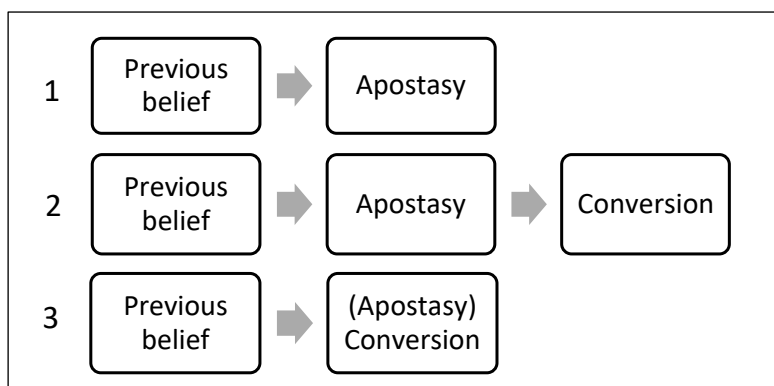 1
Previous
belief
Apostasy
2
Previous
belief
Apostasy
Conversion
3
Previous
belief
(Apostasy)
Conversion